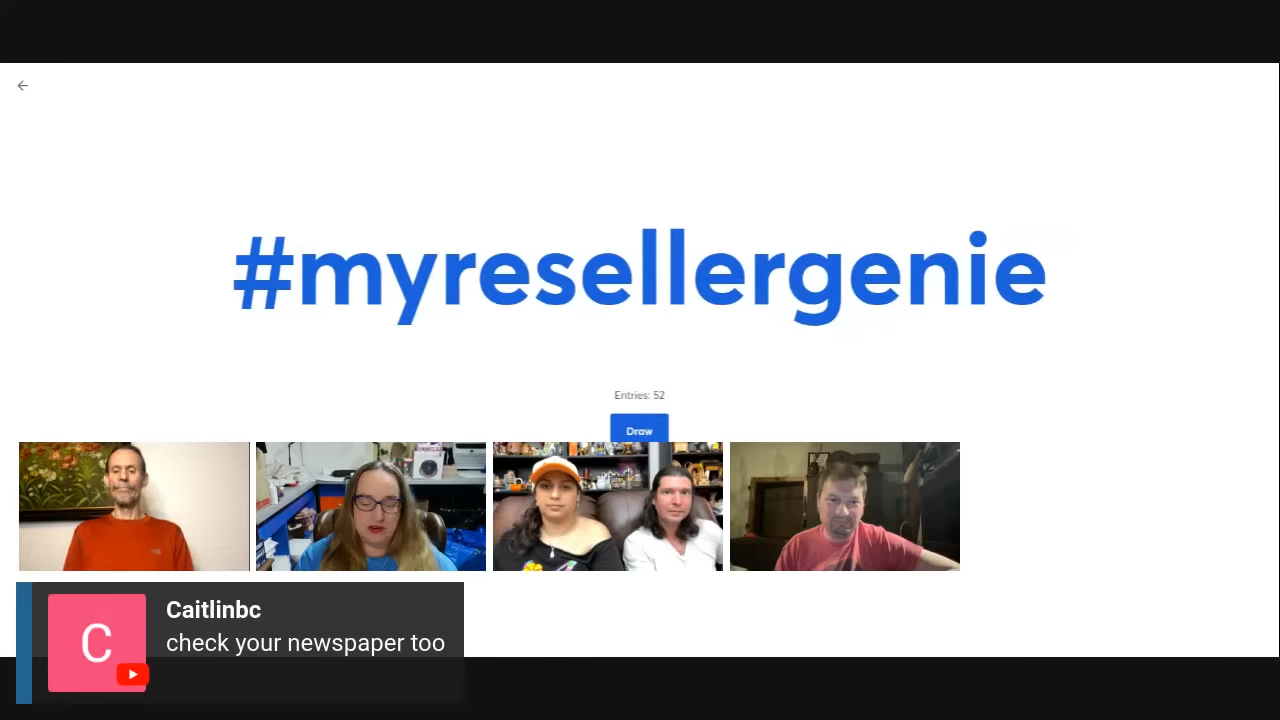 #myresellergenie
Entries: 52
Draw
C
Caitlinbc
check your newspaper too